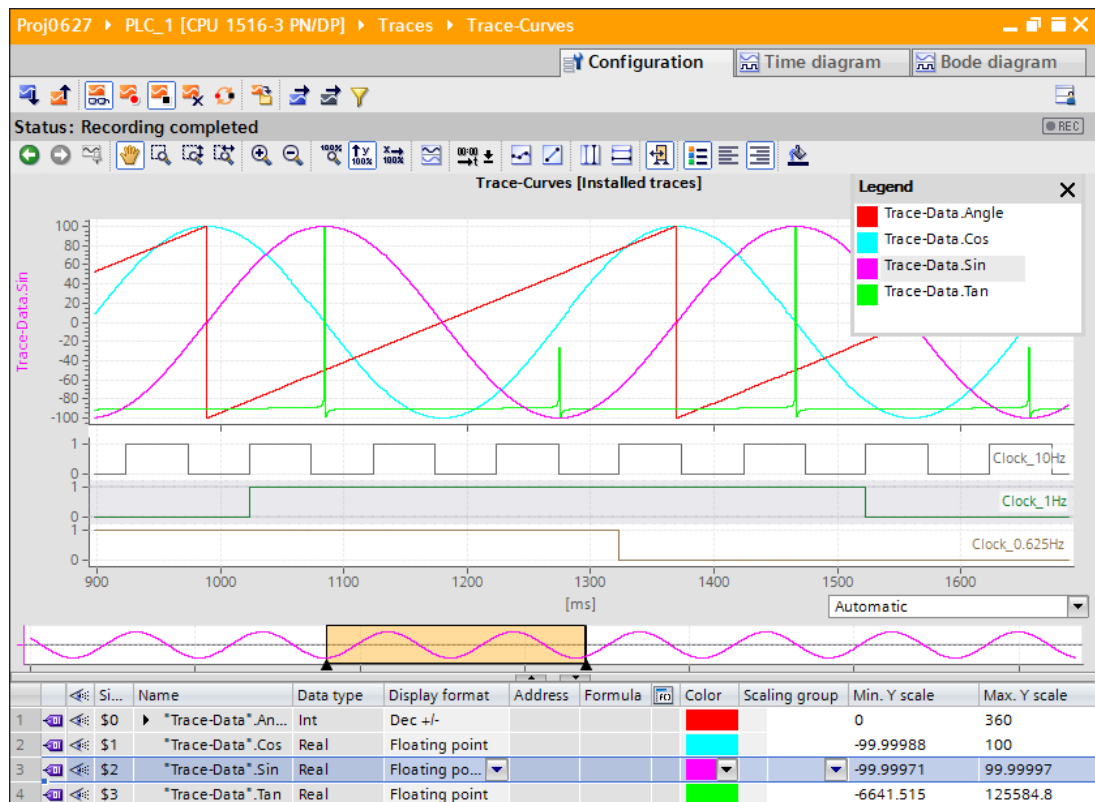 Proj0627 ▸ PLC_1 [CPU 1516-3 PN/DP] ▸ Traces ▸ Trace-Curves
Configuration Time diagram Bode diagram
Status: Recording completed REC
100% y 100% x 100% 00:00 t
Trace-Curves [Installed traces]
Legend
Trace-Data.Angle
Trace-Data.Cos
Trace-Data.Sin
Trace-Data.Tan
Trace-Data.Sin
100
80
60
40
20
0
-20
-40
-60
-80
-100
1
0
Clock_10Hz
1
0
Clock_1Hz
1
0
Clock_0.625Hz
900 1000 1100 1200 1300 1400 1500 1600
[ms]
Automatic
Si... Name Data type Display format Address Formula Color Scaling group Min. Y scale Max. Y scale
1 $0 "Trace-Data".An... Int Dec +/- 0 360
2 $1 "Trace-Data".Cos Real Floating point -99.99988 100
3 $2 "Trace-Data".Sin Real Floating po... -99.99971 99.99997
4 $3 "Trace-Data".Tan Real Floating point -6641.515 125584.8